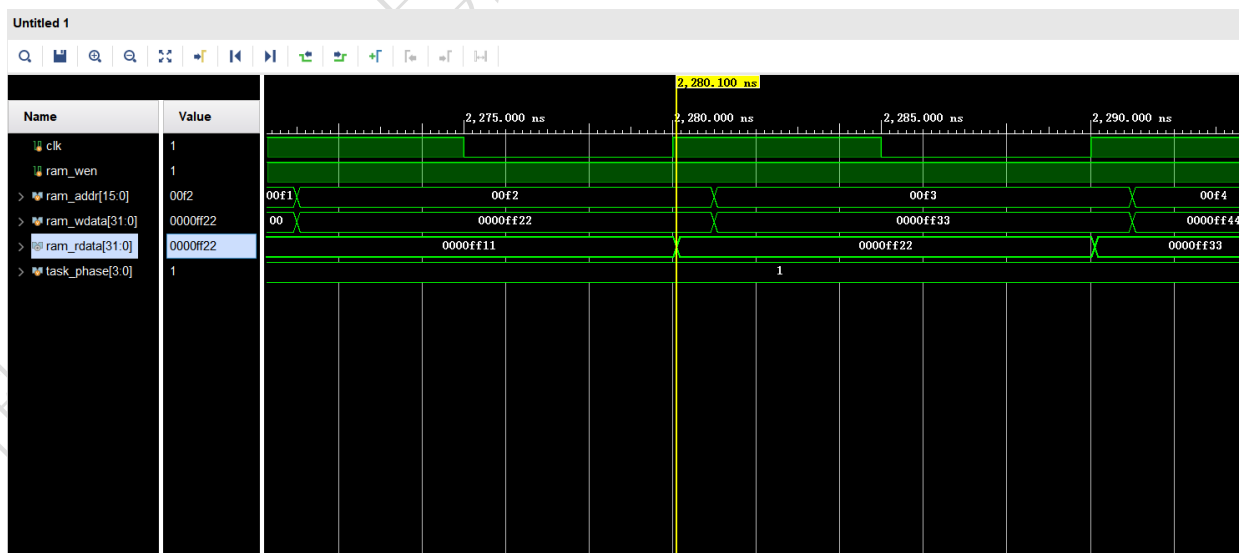 Untitled 1
2,280.100 ns
Name Value
2,275.000 ns 2,280.000 ns 2,285.000 ns 2,290.000 ns
clk 1
ram_wen 1
ram_addr[15:0] 00f2 00f1 00f2 00f3 00f4
ram_wdata[31:0] 0000ff22 00 0000ff22 0000ff33 0000ff44
ram_rdata[31:0] 0000ff22 0000ff11 0000ff22 0000ff33
task_phase[3:0] 1 1